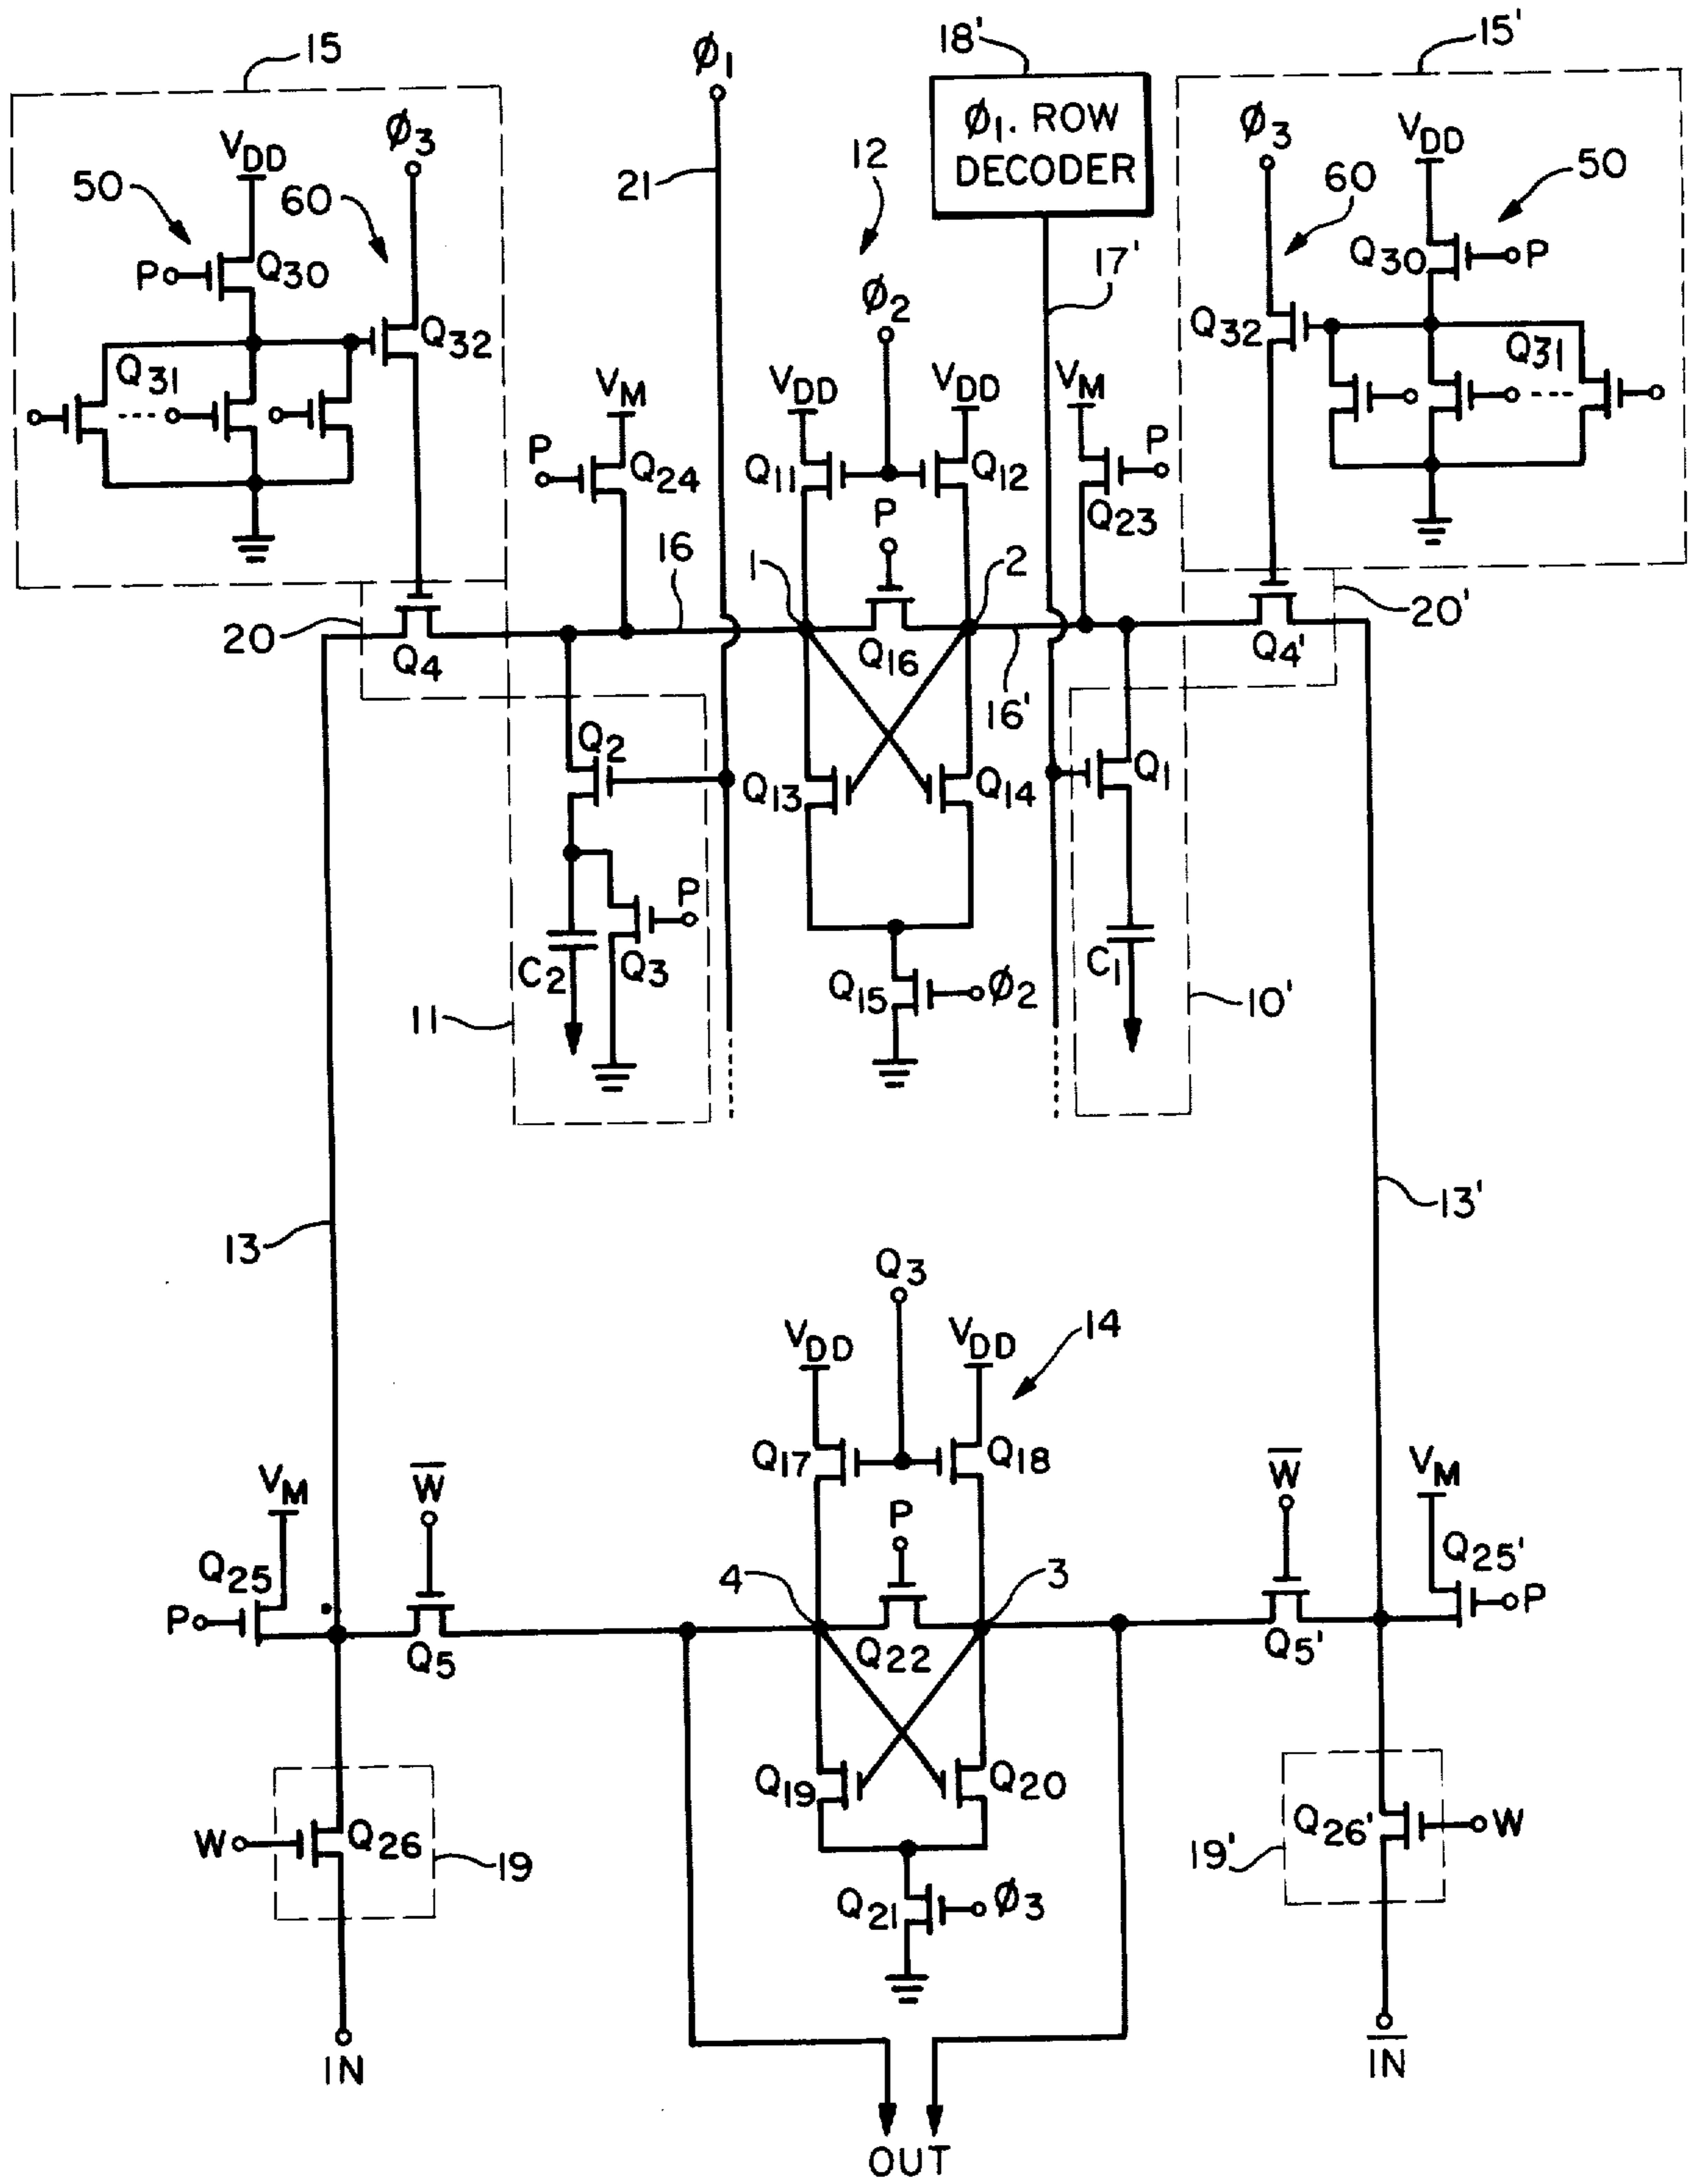 15
ø1
18'
15'
ø3
ø1. ROW
DECODER
ø3
VDD
VDD
50
60
21
12
60
50
P
Q30
ø2
17'
Q30
P
Q32
Q32
Q31
Q31
VM
VDD
VDD
VM
P
Q24
Q11
Q12
P
Q23
P
16
1
2
20
20'
Q4
Q16
16'
Q4'
Q2
Q13
Q14
Q1
P
C2
Q3
Q15
ø2
C1
10'
11
13'
13
Q3
14
VDD
VDD
Q17
Q18
VM
W̅
P
W̅
VM
Q25
4
3
Q25'
P
P
Q5
Q22
Q5'
Q19
Q20
W
Q26
19
Q21
ø3
19'
Q26'
W
IN
I̅N̅
OUT